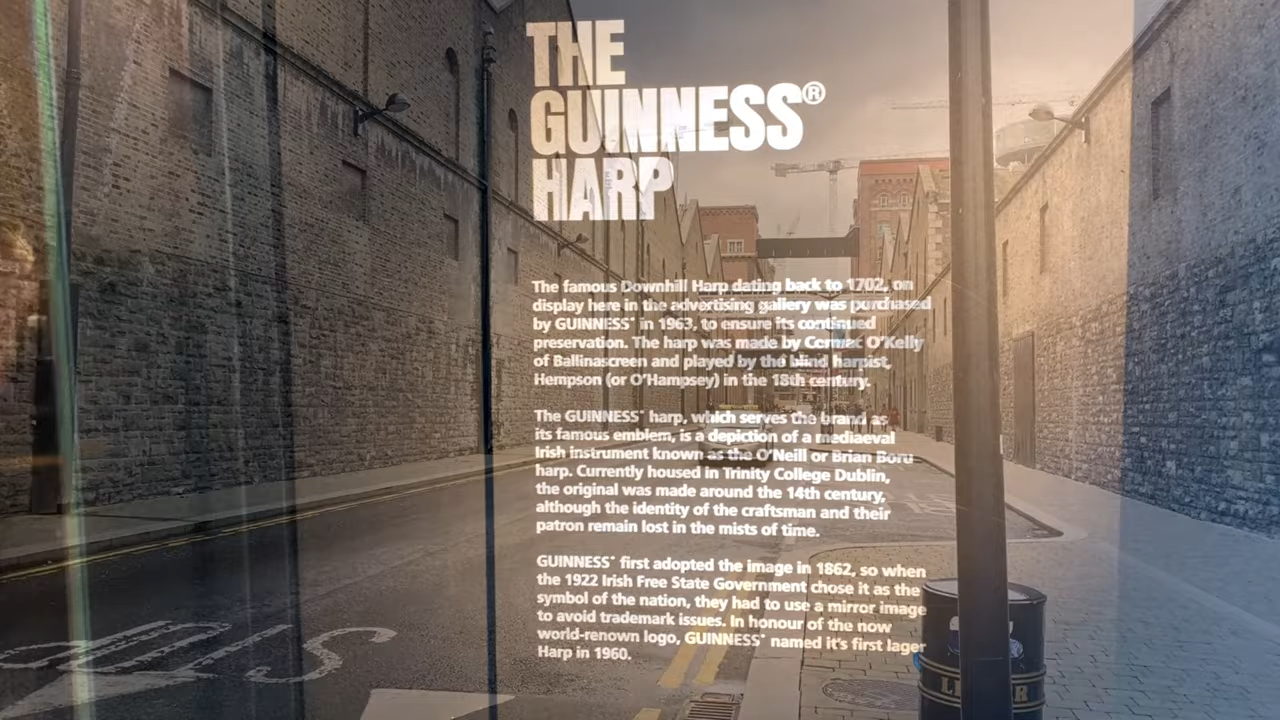 THE
GUINNESS®
HARP
The famous Downhill Harp dating back to 1702, on
display here in the advertising gallery was purchased
by GUINNESS® in 1963, to ensure its continued
preservation. The harp was made by Cormac O'Kelly
of Ballinascreen and played by the blind harpist,
Hempson (or O'Hampsey) in the 18th century.
The GUINNESS® harp, which serves the brand as
its famous emblem, is a depiction of a mediaeval
Irish instrument known as the O'Neill or Brian Boru
harp. Currently housed in Trinity College Dublin,
the original was made around the 14th century,
although the identity of the craftsman and their
patron remain lost in the mists of time.
GUINNESS® first adopted the image in 1862, so when
the 1922 Irish Free State Government chose it as the
symbol of the nation, they had to use a mirror image
to avoid trademark issues. In honour of the now
world-renown logo, GUINNESS® named it's first lager
Harp in 1960.